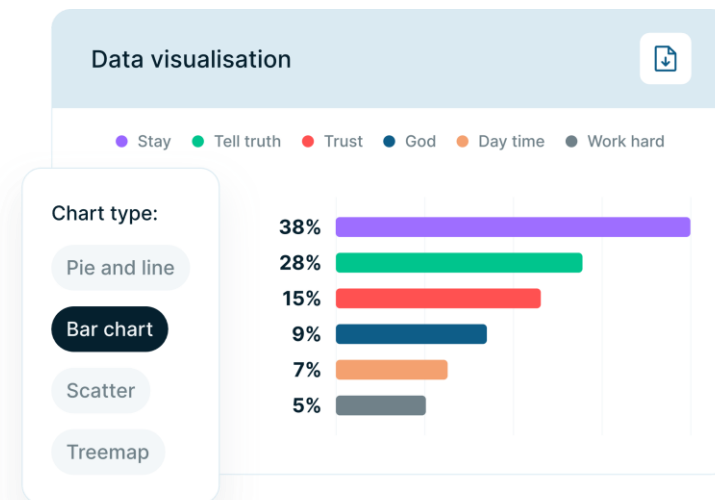 Data visualisation
Stay Tell truth Trust God Day time Work hard
Chart type:
Pie and line
Bar chart
Scatter
Treemap
38%
28%
15%
9%
7%
5%